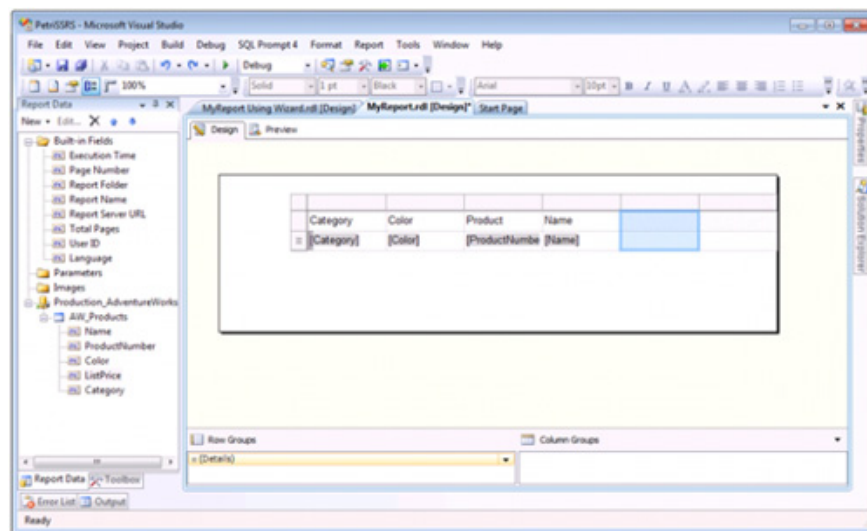 PetriSSRS - Microsoft Visual Studio
File Edit View Project Build Debug SQL Prompt 4 Format Report Tools Window Help
Debug
100% Solid 1 pt Black Arial 10pt B I U A
Report Data
MyReport Using Wizard.rdl [Design] MyReport.rdl [Design]* Start Page
New Edit...
Design Preview
Built-in Fields
Execution Time
Page Number
Report Folder
Report Name
Report Server URL
Total Pages
User ID
Language
Parameters
Images
Production_AdventureWorks
AW_Products
Name
ProductNumber
Color
ListPrice
Category
Category Color Product Name
[Category] [Color] [ProductNumbe [Name]
Row Groups Column Groups
(Details)
Properties
Solution Explorer
Report Data Toolbox
Error List Output
Ready